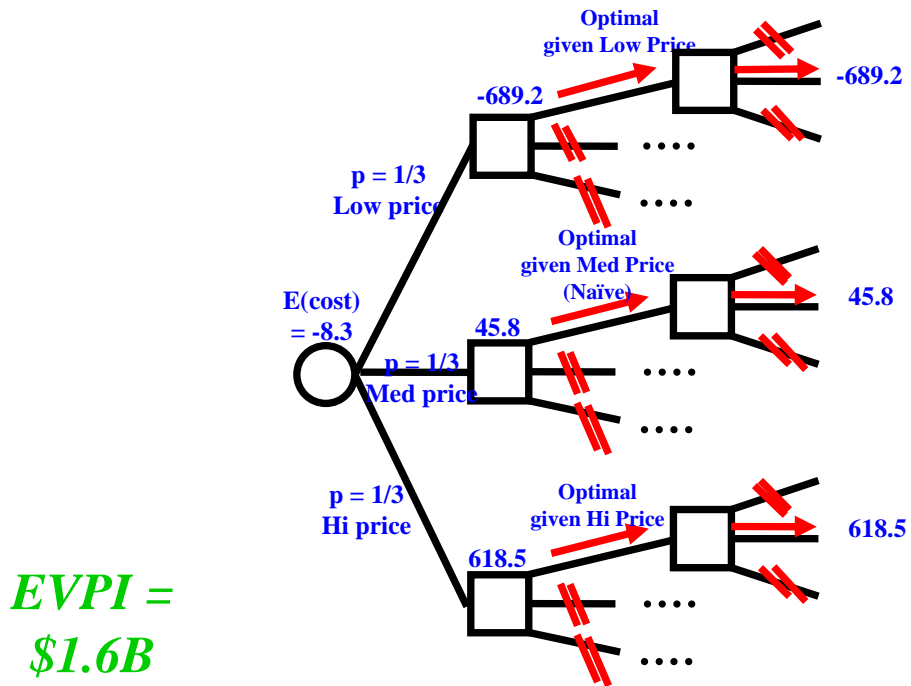 Optimal
given Low Price
-689.2
-689.2
p = 1/3
Low price
Optimal
given Med Price
(Naïve)
E(cost)
= -8.3
45.8
45.8
p = 1/3
Med price
p = 1/3
Hi price
Optimal
given Hi Price
618.5
618.5
EVPI =
$1.6B